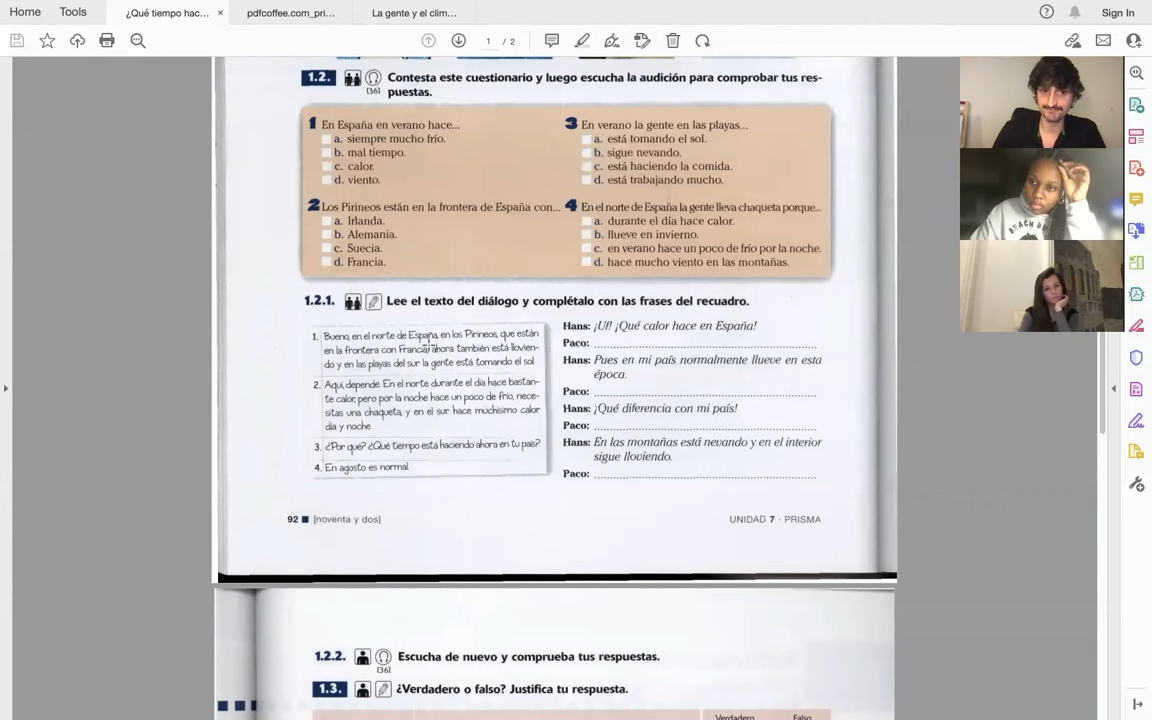 Home
Tools
¿Qué tiempo hac...
×
pdfcoffee.com_pri...
La gente y el clim...
Sign In
1 / 2
1.2.
[36]
Contesta este cuestionario y luego escucha la audición para comprobar tus res-
puestas.
1 En España en verano hace...
a. siempre mucho frío.
b. mal tiempo.
c. calor.
d. viento.
2 Los Pirineos están en la frontera de España con...
a. Irlanda.
b. Alemania.
c. Suecia.
d. Francia.
3 En verano la gente en las playas...
a. está tomando el sol.
b. sigue nevando.
c. está haciendo la comida.
d. está trabajando mucho.
4 En el norte de España la gente lleva chaqueta porque...
a. durante el día hace calor.
b. llueve en invierno.
c. en verano hace un poco de frío por la noche.
d. hace mucho viento en las montañas.
1.2.1. Lee el texto del diálogo y complétalo con las frases del recuadro.
1. Bueno, en el norte de España, en los Pirineos, que están
en la frontera con Francia, ahora también está llovien-
do y en las playas del sur la gente está tomando el sol
2. Aquí, depende. En el norte durante el día hace bastan-
te calor, pero por la noche hace un poco de frío, nece-
sitas una chaqueta, y en el sur hace muchísimo calor
día y noche
3. ¿Por qué? ¿Qué tiempo está haciendo ahora en tu país?
4. En agosto es normal.
Hans: ¡Uf! ¡Qué calor hace en España!
Paco:
Hans: Pues en mi país normalmente llueve en esta
época.
Paco:
Hans: ¡Qué diferencia con mi país!
Paco:
Hans: En las montañas está nevando y en el interior
sigue lloviendo.
Paco:
92 [noventa y dos]
UNIDAD 7 · PRISMA
1.2.2.
[36]
Escucha de nuevo y comprueba tus respuestas.
1.3. ¿Verdadero o falso? Justifica tu respuesta.
Verdadero Falso
BEACH